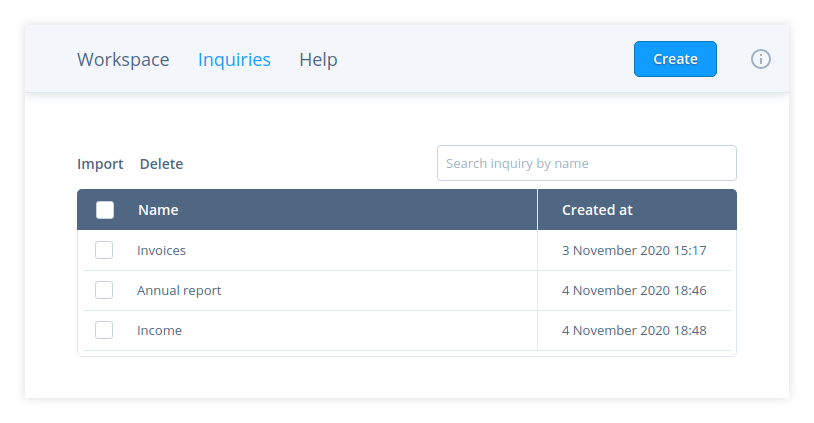 Workspace Inquiries Help Create
Import Delete Search inquiry by name
Name Created at
Invoices 3 November 2020 15:17
Annual report 4 November 2020 18:46
Income 4 November 2020 18:48